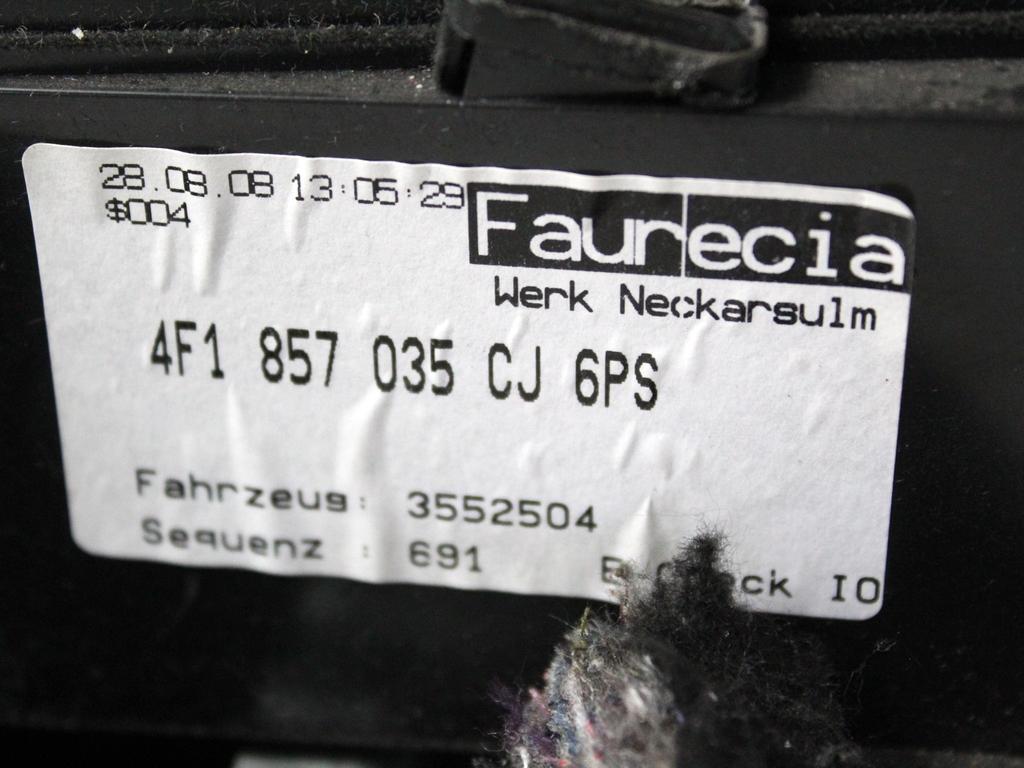 28.08.08 13:05:29
$004
Faurecia
Werk Neckarsulm
4F1 857 035 CJ 6PS
Fahrzeug: 3552504
Sequenz : 691 IO